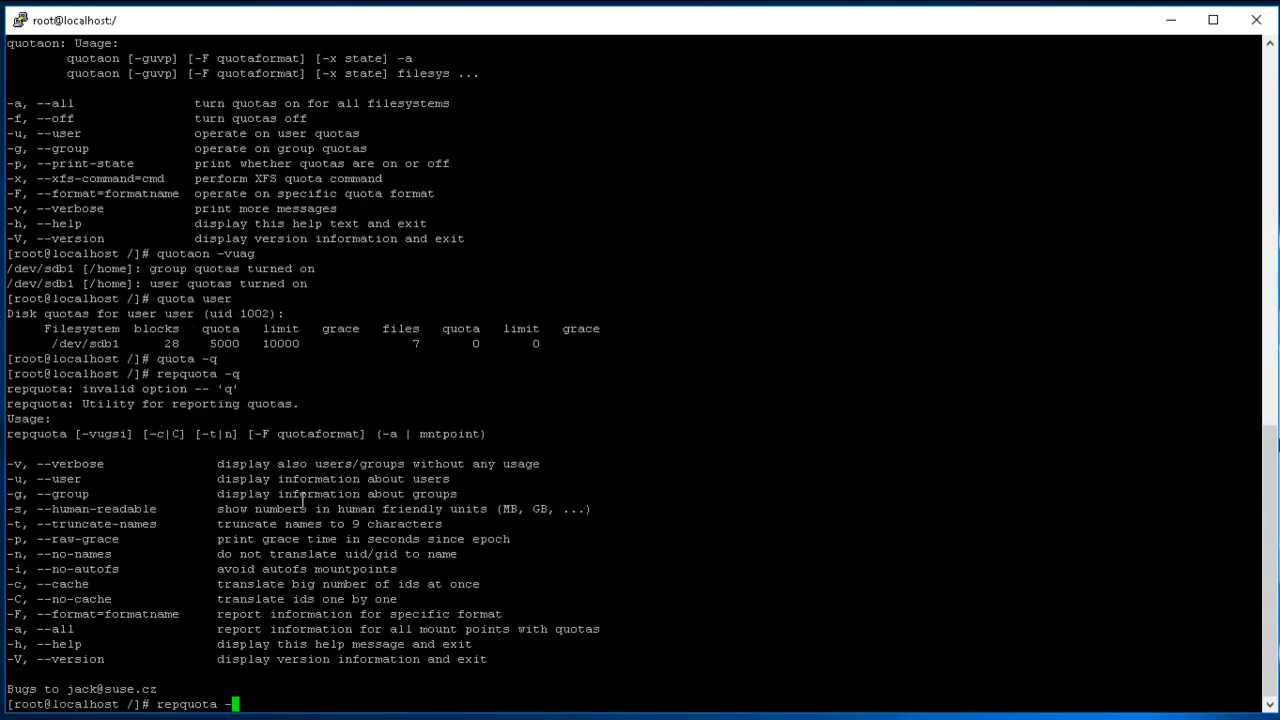 root@localhost:/
quotaon: Usage:
quotaon [-guvp] [-F quotaformat] [-x state] -a
quotaon [-guvp] [-F quotaformat] [-x state] filesys ...
-a, --all turn quotas on for all filesystems
-f, --off turn quotas off
-u, --user operate on user quotas
-g, --group operate on group quotas
-p, --print-state print whether quotas are on or off
-x, --xfs-command=cmd perform XFS quota command
-F, --format=formatname operate on specific quota format
-v, --verbose print more messages
-h, --help display this help text and exit
-V, --version display version information and exit
[root@localhost /]# quotaon -vuag
/dev/sdb1 [/home]: group quotas turned on
/dev/sdb1 [/home]: user quotas turned on
[root@localhost /]# quota user
Disk quotas for user user (uid 1002):
Filesystem blocks quota limit grace files quota limit grace
/dev/sdb1 28 5000 10000 7 0 0
[root@localhost /]# quota -q
[root@localhost /]# repquota -q
repquota: invalid option -- 'q'
repquota: Utility for reporting quotas.
Usage:
repquota [-vugsi] [-c|C] [-t|n] [-F quotaformat] (-a | mntpoint)
-v, --verbose display also users/groups without any usage
-u, --user display information about users
-g, --group display information about groups
-s, --human-readable show numbers in human friendly units (MB, GB, ...)
-t, --truncate-names truncate names to 9 characters
-p, --raw-grace print grace time in seconds since epoch
-n, --no-names do not translate uid/gid to name
-i, --no-autofs avoid autofs mountpoints
-c, --cache translate big number of ids at once
-C, --no-cache translate ids one by one
-F, --format=formatname report information for specific format
-a, --all report information for all mount points with quotas
-h, --help display this help message and exit
-V, --version display version information and exit
Bugs to jack@suse.cz
[root@localhost /]# repquota -